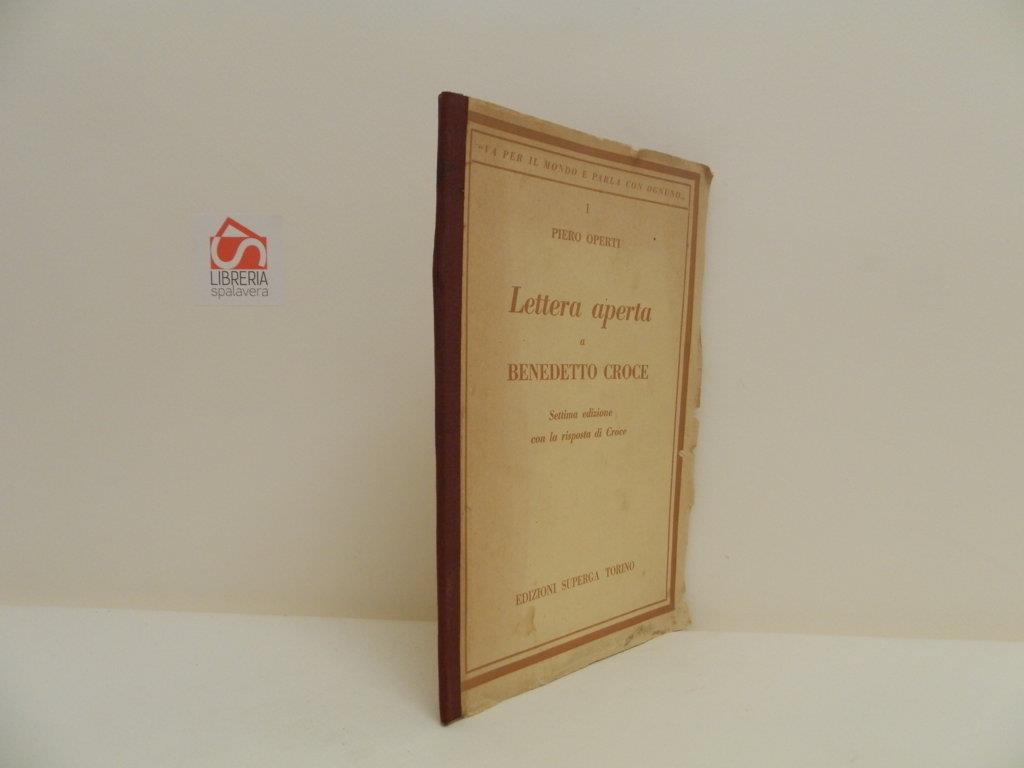 LIBRERIA
spalavera
"VA PER IL MONDO E PARLA CON OGNUNO„
I
PIERO OPERTI
Lettera aperta
a
BENEDETTO CROCE
Settima edizione
con la risposta di Croce
EDIZIONI SUPERGA TORINO